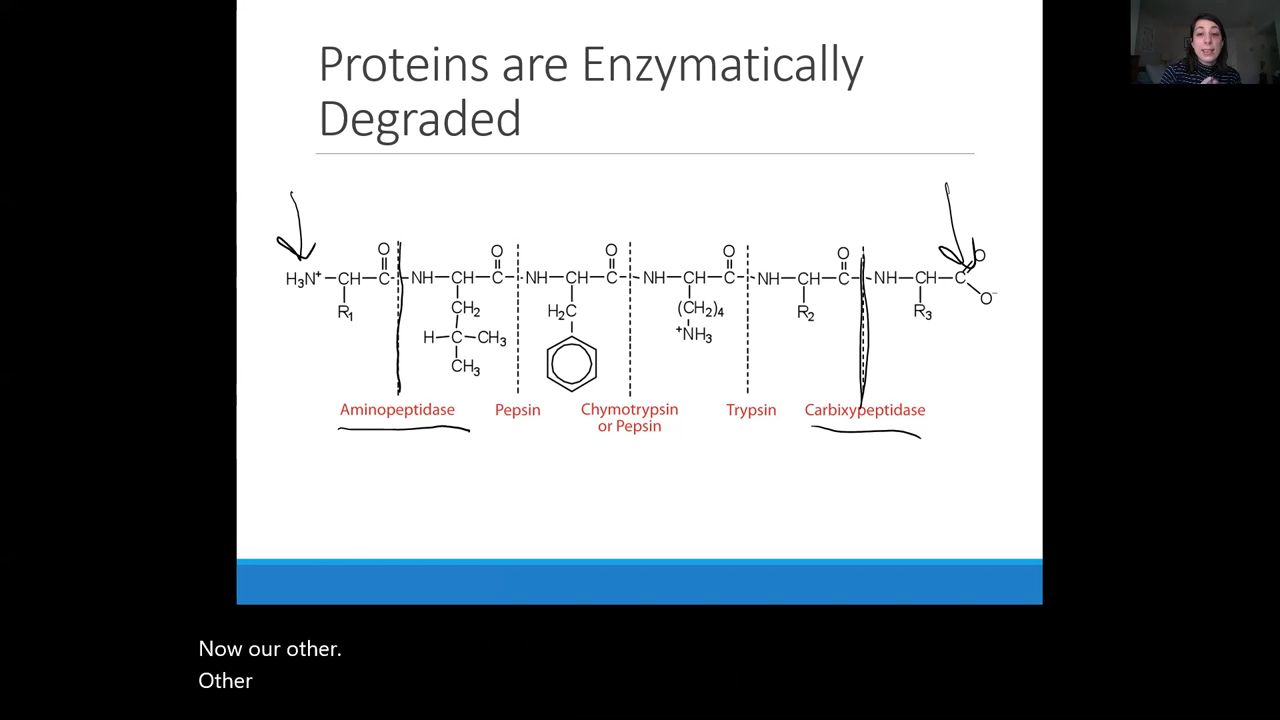 Proteins are Enzymatically
Degraded
O O O O O O
H₃N⁺ CH C NH CH C NH CH C NH CH C NH CH C NH CH C
R₁ CH₂ H₂C (CH₂)₄ R₂ R₃ O⁻
H C CH₃ ⁺NH₃
CH₃
Aminopeptidase Pepsin Chymotrypsin Trypsin Carbixypeptidase
or Pepsin
Now our other.
Other